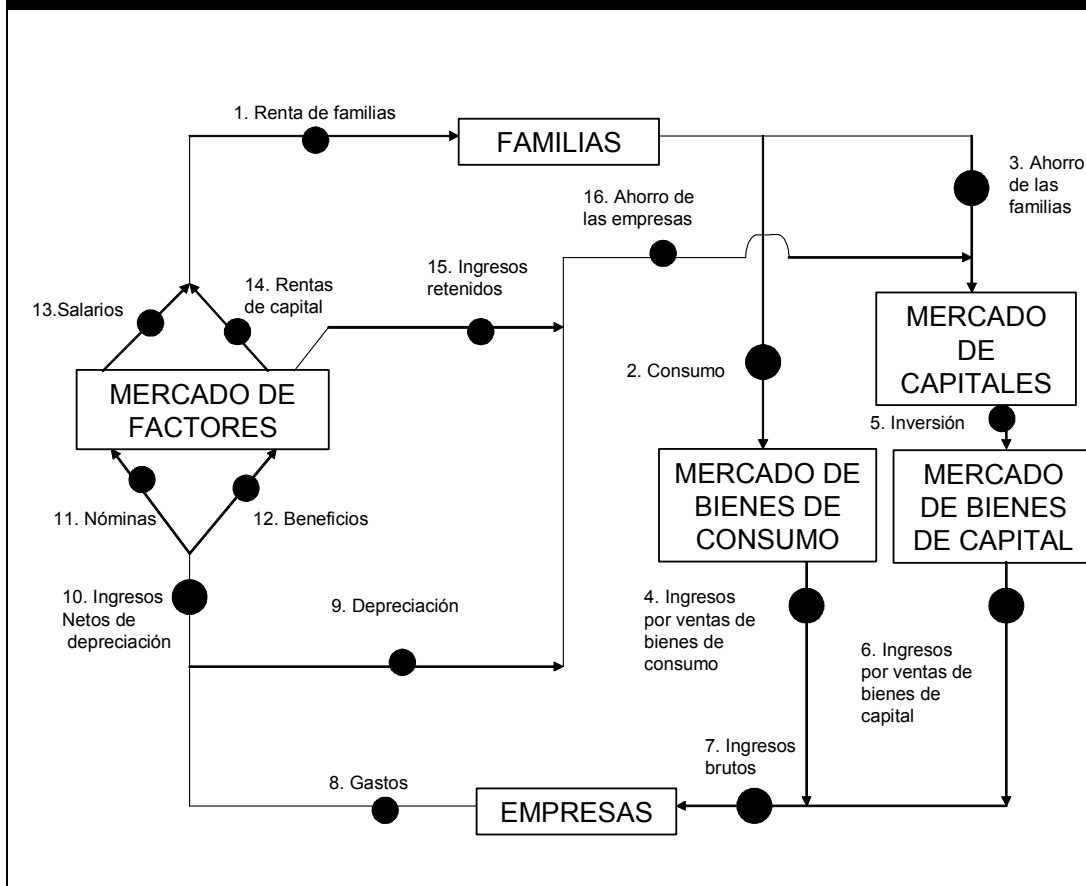 1. Renta de familias
FAMILIAS
3. Ahorro
de las
familias
16. Ahorro de
las empresas
15. Ingresos
retenidos
14. Rentas
de capital
13.Salarios
MERCADO
DE
CAPITALES
2. Consumo
MERCADO DE
FACTORES
5. Inversión
MERCADO DE
BIENES DE
CONSUMO
MERCADO
DE BIENES
DE CAPITAL
11. Nóminas
12. Beneficios
10. Ingresos
Netos de
depreciación
9. Depreciación
4. Ingresos
por ventas de
bienes de
consumo
6. Ingresos
por ventas de
bienes de
capital
7. Ingresos
brutos
8. Gastos
EMPRESAS